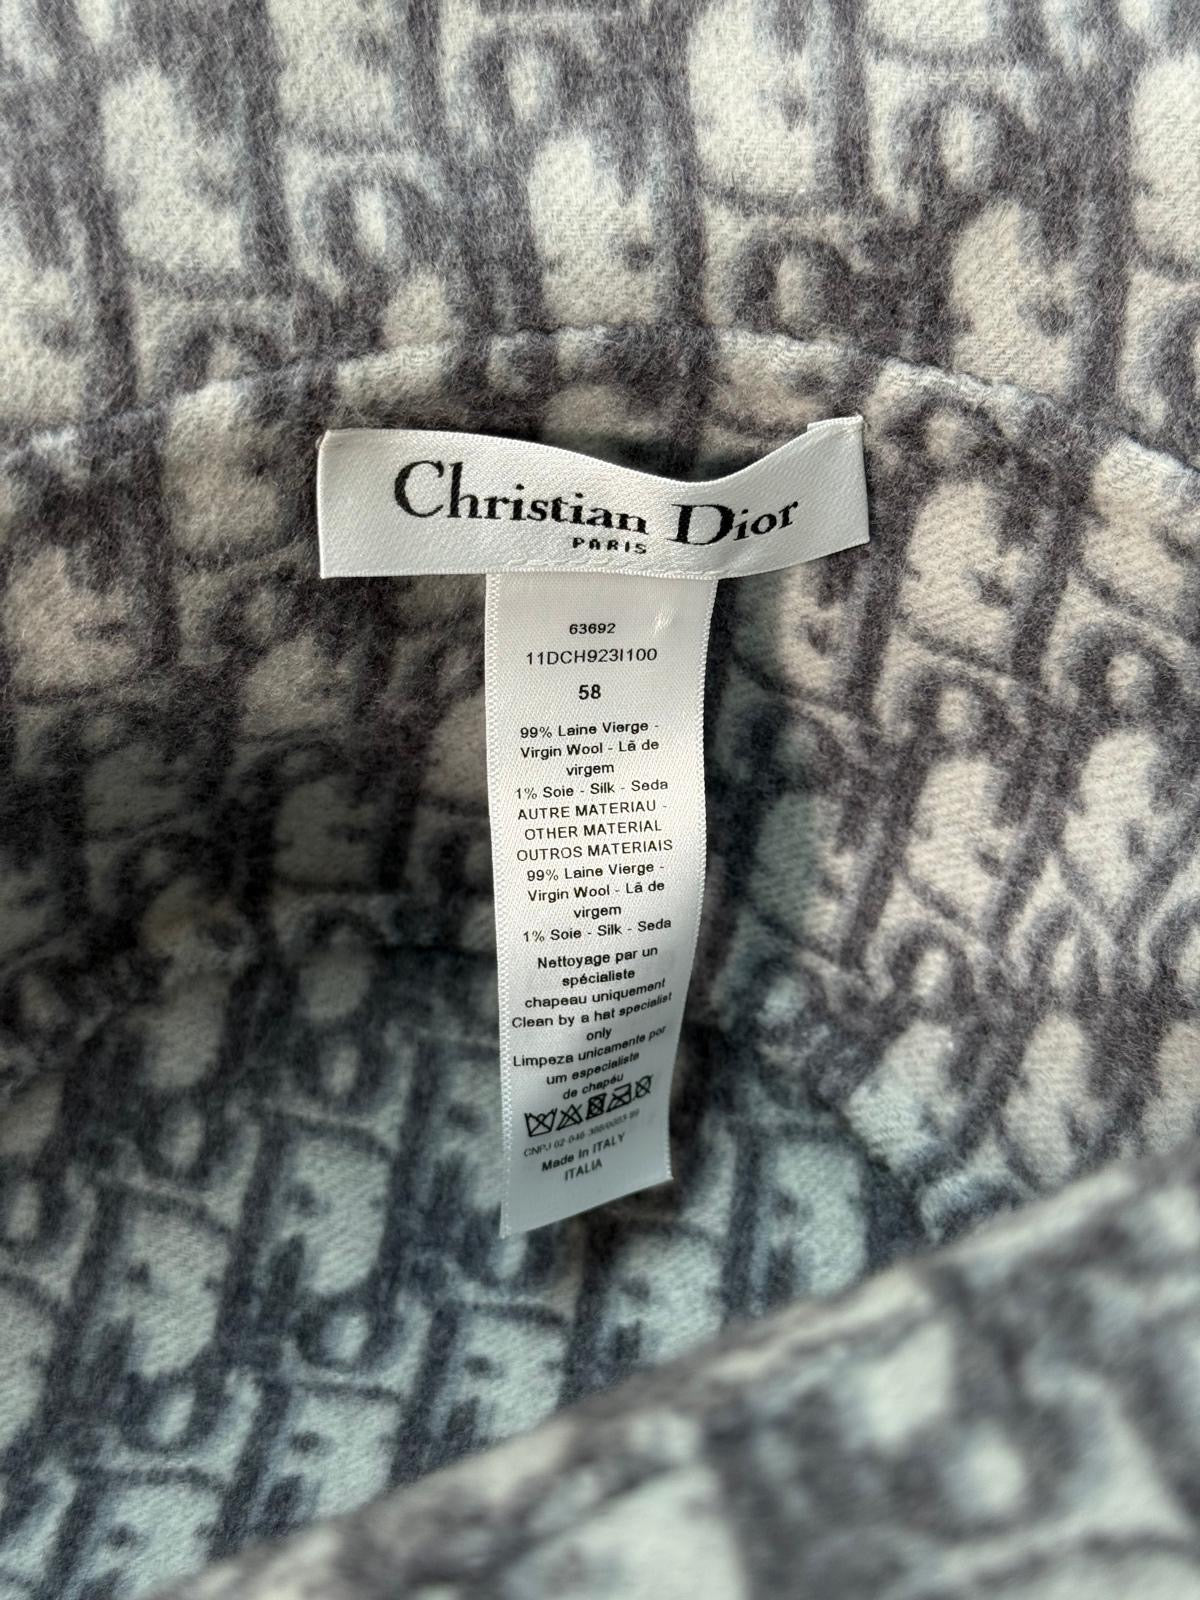 Christian Dior
PARIS
63692
11DCH923I100
58
99% Laine Vierge -
Virgin Wool - Lã de
virgem
1% Soie - Silk - Seda
AUTRE MATERIAU -
OTHER MATERIAL
OUTROS MATERIAIS
99% Laine Vierge -
Virgin Wool - Lã de
virgem
1% Soie - Silk - Seda
Nettoyage par un
spécialiste
chapeau uniquement
Clean by a hat specialist
only
Limpeza unicamente por
um especialiste
de chapéu
CNPJ
Made In ITALY
ITALIA